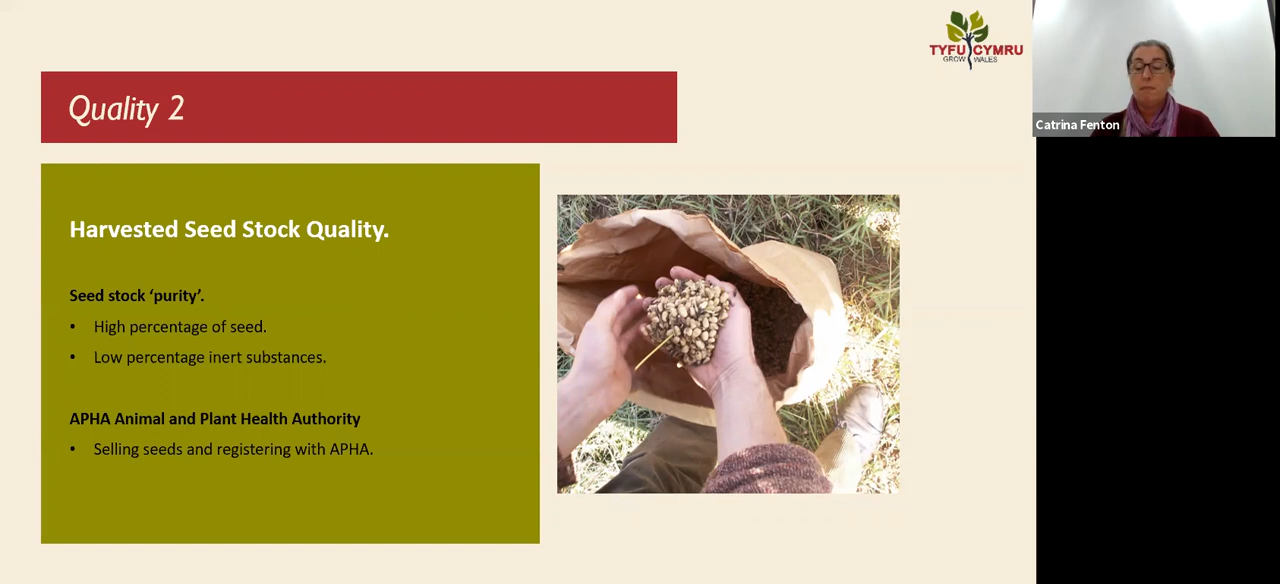 TYFU CYMRU
GROW WALES
Quality 2
Catrina Fenton
Harvested Seed Stock Quality.
Seed stock ‘purity’.
• High percentage of seed.
• Low percentage inert substances.
APHA Animal and Plant Health Authority
• Selling seeds and registering with APHA.